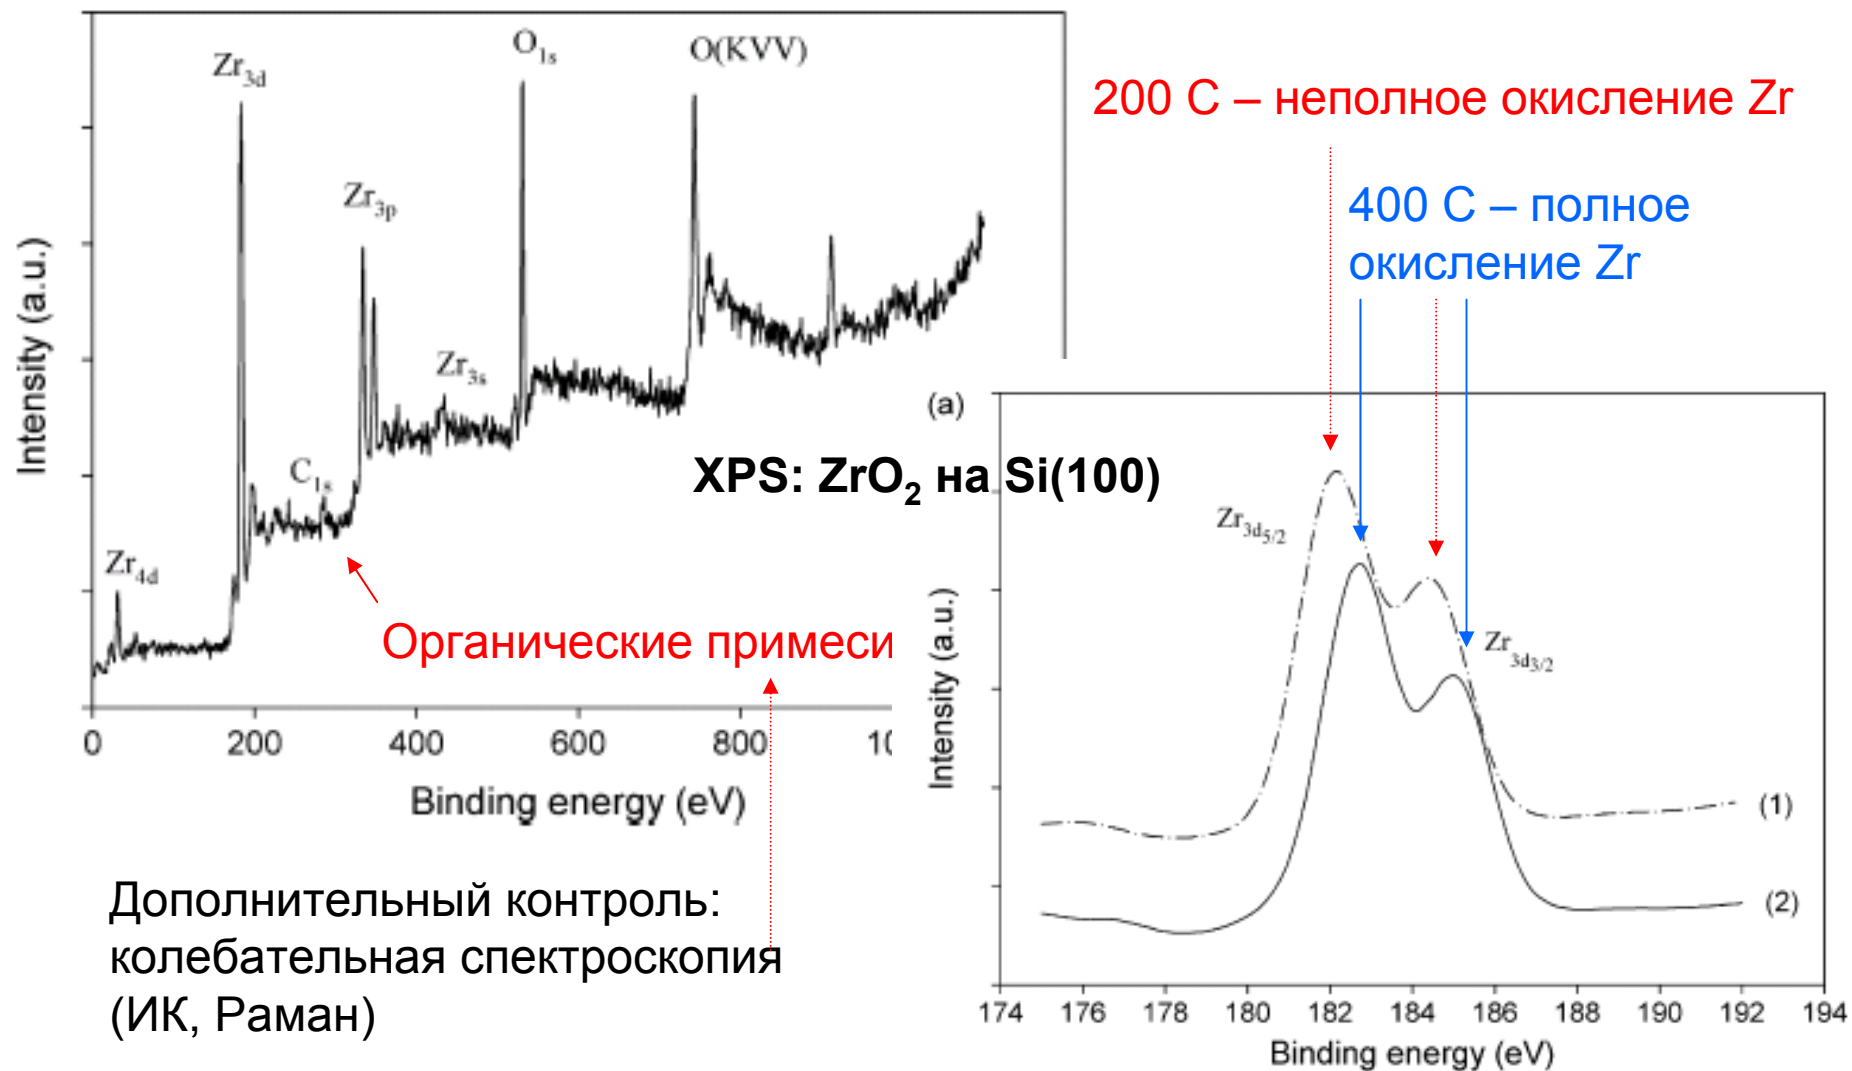 Zr3d
O1s
O(KVV)
Zr3p
Zr3s
C1s
Zr4d
Intensity (a.u.)
0 200 400 600 800 10
Binding energy (eV)
200 C – неполное окисление Zr
400 C – полное
окисление Zr
XPS: ZrO2 на Si(100)
Органические примеси
Дополнительный контроль:
колебательная спектроскопия
(ИК, Раман)
(a)
Zr3d5/2
Zr3d3/2
(1)
(2)
Intensity (a.u.)
174 176 178 180 182 184 186 188 190 192 194
Binding energy (eV)